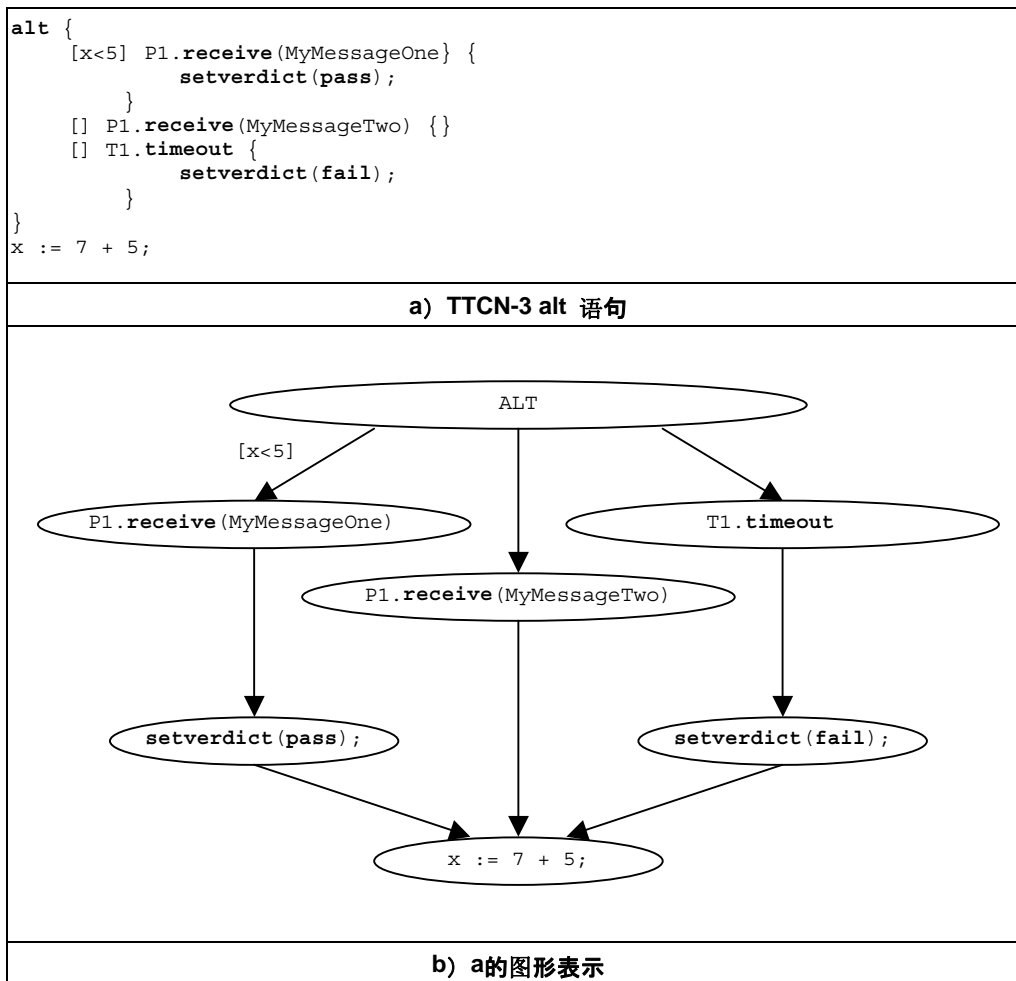 alt {
[x<5] P1.receive(MyMessageOne} {
setverdict(pass);
}
[] P1.receive(MyMessageTwo) {}
[] T1.timeout {
setverdict(fail);
}
}
x := 7 + 5;
a）TTCN-3 alt 语句
ALT
[x<5]
P1.receive(MyMessageOne)
T1.timeout
P1.receive(MyMessageTwo)
setverdict(pass);
setverdict(fail);
x := 7 + 5;
b）a的图形表示